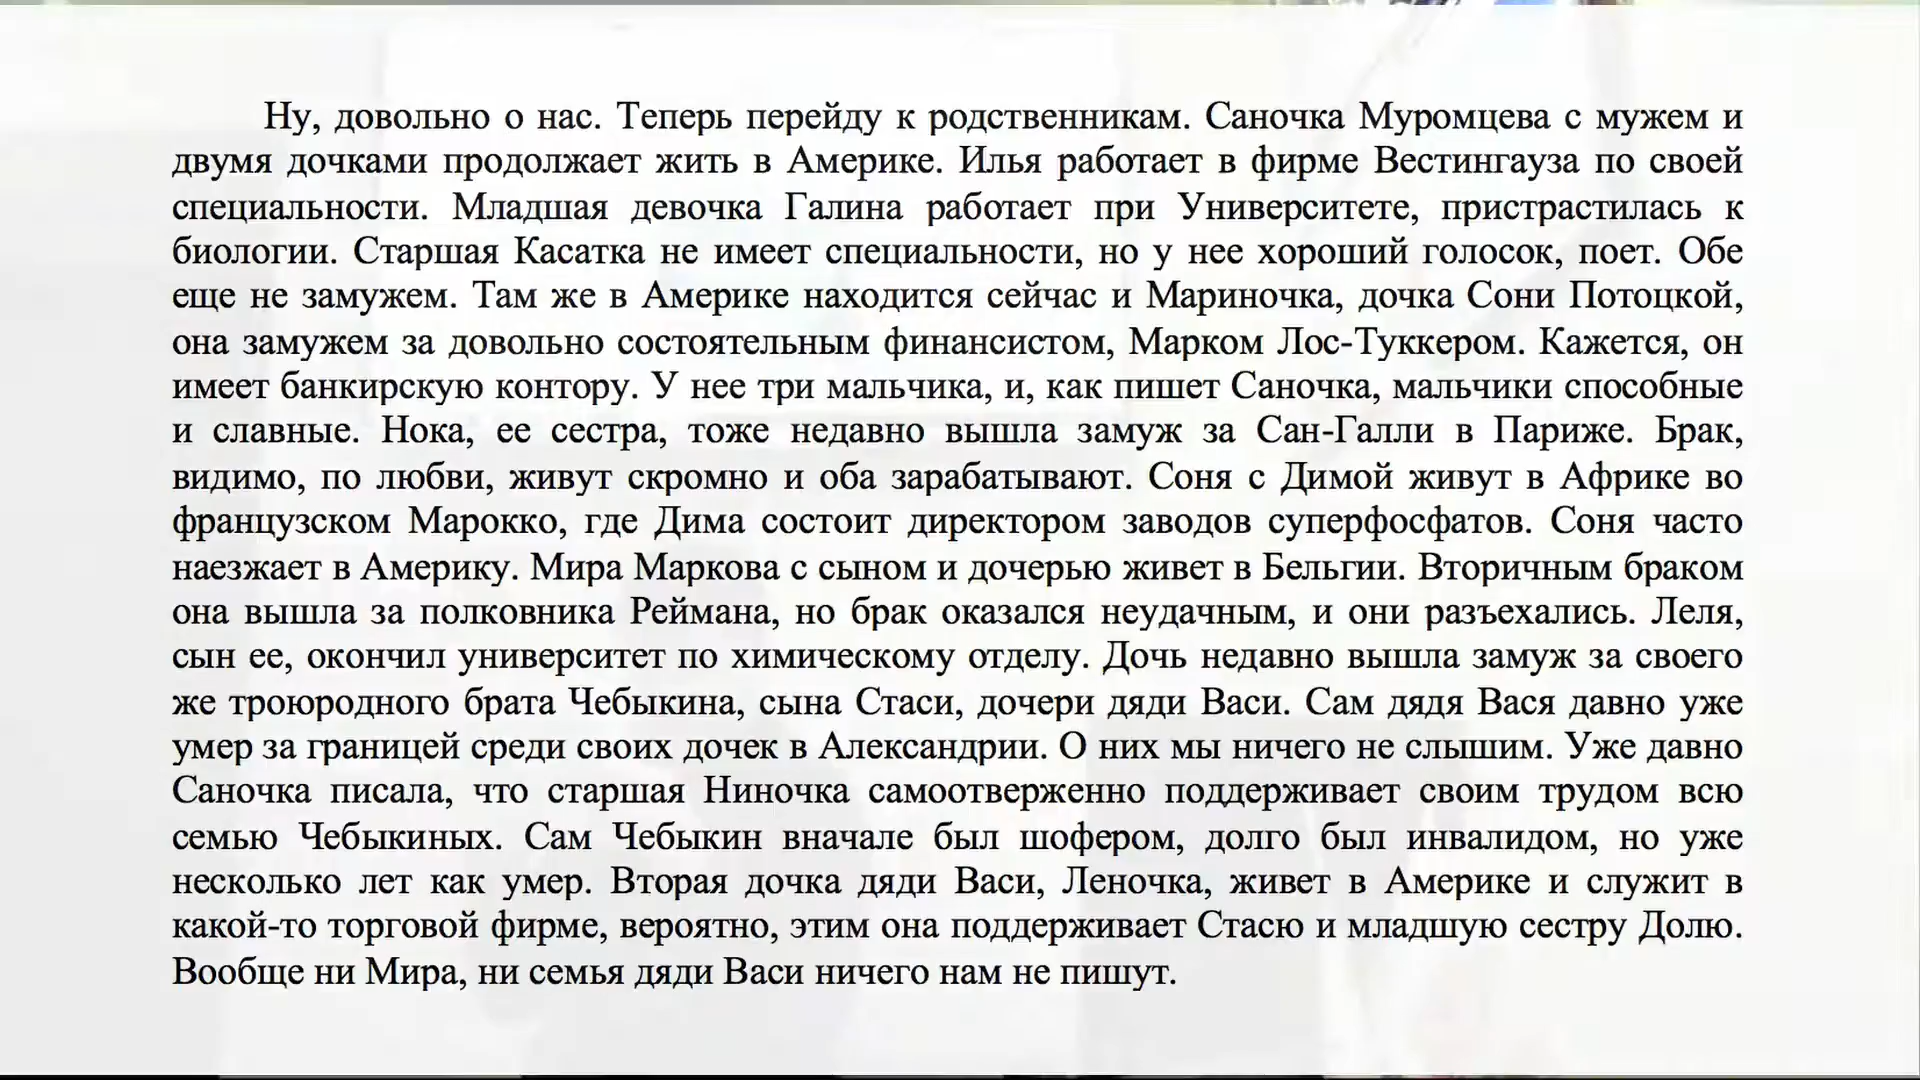 Ну, довольно о нас. Теперь перейду к родственникам. Саночка Муромцева с мужем и
двумя дочками продолжает жить в Америке. Илья работает в фирме Вестингауза по своей
специальности. Младшая девочка Галина работает при Университете, пристрастилась к
биологии. Старшая Касатка не имеет специальности, но у нее хороший голосок, поет. Обе
еще не замужем. Там же в Америке находится сейчас и Мариночка, дочка Сони Потоцкой,
она замужем за довольно состоятельным финансистом, Марком Лос-Туккером. Кажется, он
имеет банкирскую контору. У нее три мальчика, и, как пишет Саночка, мальчики способные
и славные. Нока, ее сестра, тоже недавно вышла замуж за Сан-Галли в Париже. Брак,
видимо, по любви, живут скромно и оба зарабатывают. Соня с Димой живут в Африке во
французском Марокко, где Дима состоит директором заводов суперфосфатов. Соня часто
наезжает в Америку. Мира Маркова с сыном и дочерью живет в Бельгии. Вторичным браком
она вышла за полковника Реймана, но брак оказался неудачным, и они разъехались. Леля,
сын ее, окончил университет по химическому отделу. Дочь недавно вышла замуж за своего
же троюродного брата Чебыкина, сына Стаси, дочери дяди Васи. Сам дядя Вася давно уже
умер за границей среди своих дочек в Александрии. О них мы ничего не слышим. Уже давно
Саночка писала, что старшая Ниночка самоотверженно поддерживает своим трудом всю
семью Чебыкиных. Сам Чебыкин вначале был шофером, долго был инвалидом, но уже
несколько лет как умер. Вторая дочка дяди Васи, Леночка, живет в Америке и служит в
какой-то торговой фирме, вероятно, этим она поддерживает Стасю и младшую сестру Долю.
Вообще ни Мира, ни семья дяди Васи ничего нам не пишут.